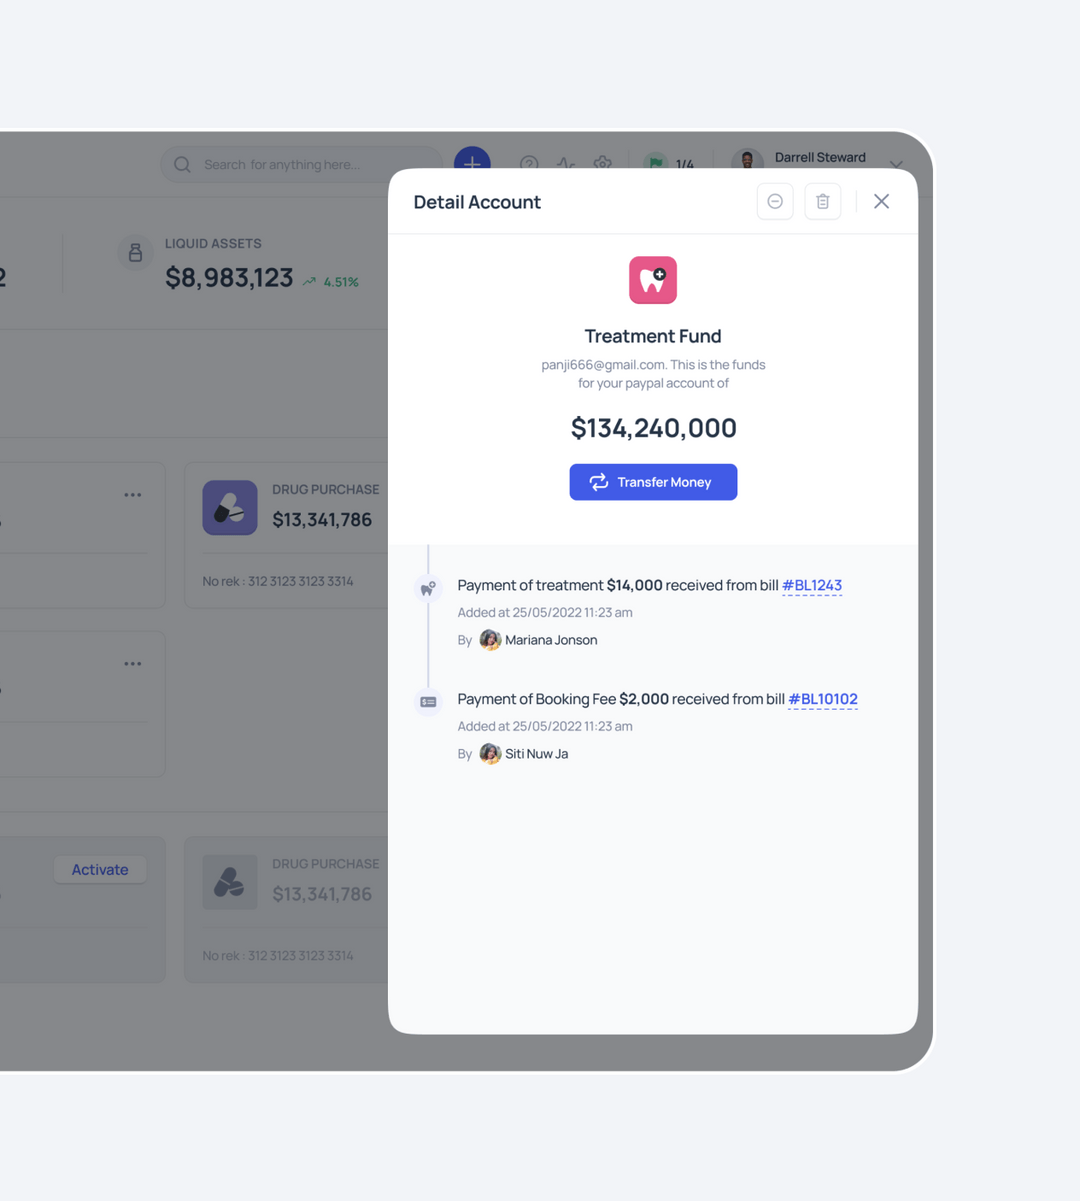 Search for anything here...
1/4
Darrell Steward
LIQUID ASSETS
$8,983,123 4.51%
DRUG PURCHASE
$13,341,786
No rek : 312 3123 3123 3314
Activate
DRUG PURCHASE
$13,341,786
No rek : 312 3123 3123 3314
Detail Account
Treatment Fund
panji666@gmail.com. This is the funds
for your paypal account of
$134,240,000
Transfer Money
Payment of treatment $14,000 received from bill #BL1243
Added at 25/05/2022 11:23 am
By Mariana Jonson
Payment of Booking Fee $2,000 received from bill #BL10102
Added at 25/05/2022 11:23 am
By Siti Nuw Ja